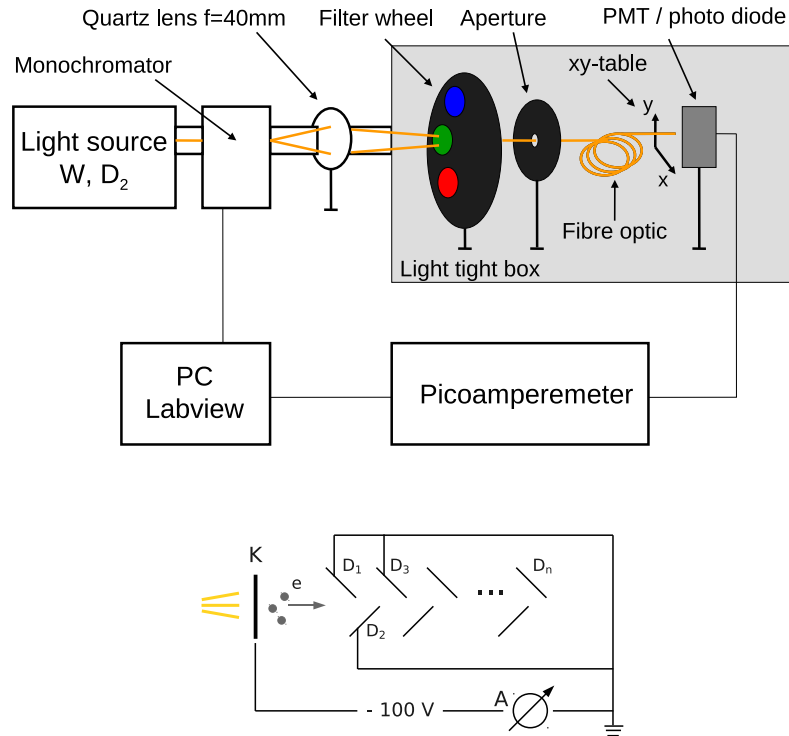 Quartz lens f=40mm
Filter wheel
Aperture
PMT / photo diode
Monochromator
xy-table
Light source
W, D2
y
x
Fibre optic
Light tight box
PC
Labview
Picoamperemeter
K
e
D1
D3
Dn
D2
A
- 100 V